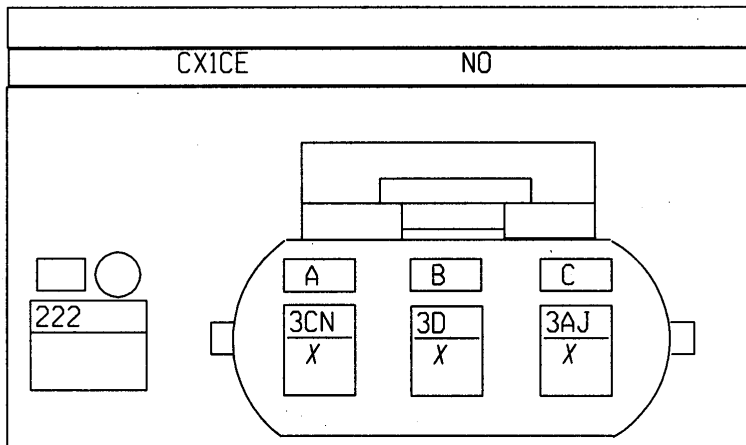 CX1CE NO
A B C
222
3CN 3D 3AJ
X X X